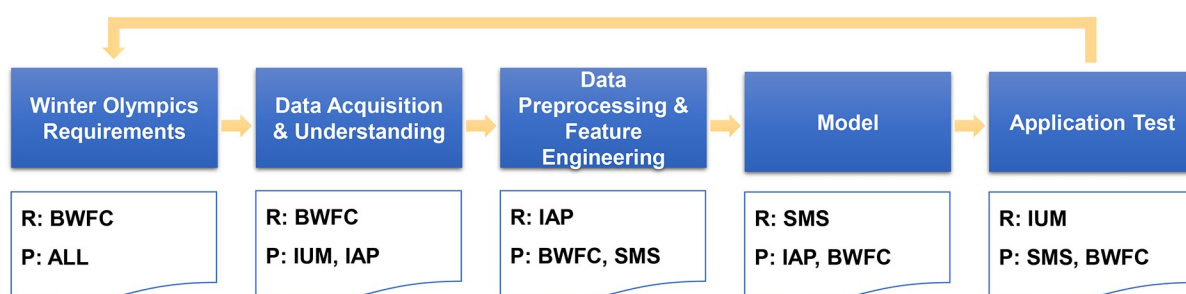 Winter Olympics
Requirements
Data Acquisition
& Understanding
Data
Preprocessing &
Feature
Engineering
Model
Application Test
R: BWFC
P: ALL
R: BWFC
P: IUM, IAP
R: IAP
P: BWFC, SMS
R: SMS
P: IAP, BWFC
R: IUM
P: SMS, BWFC